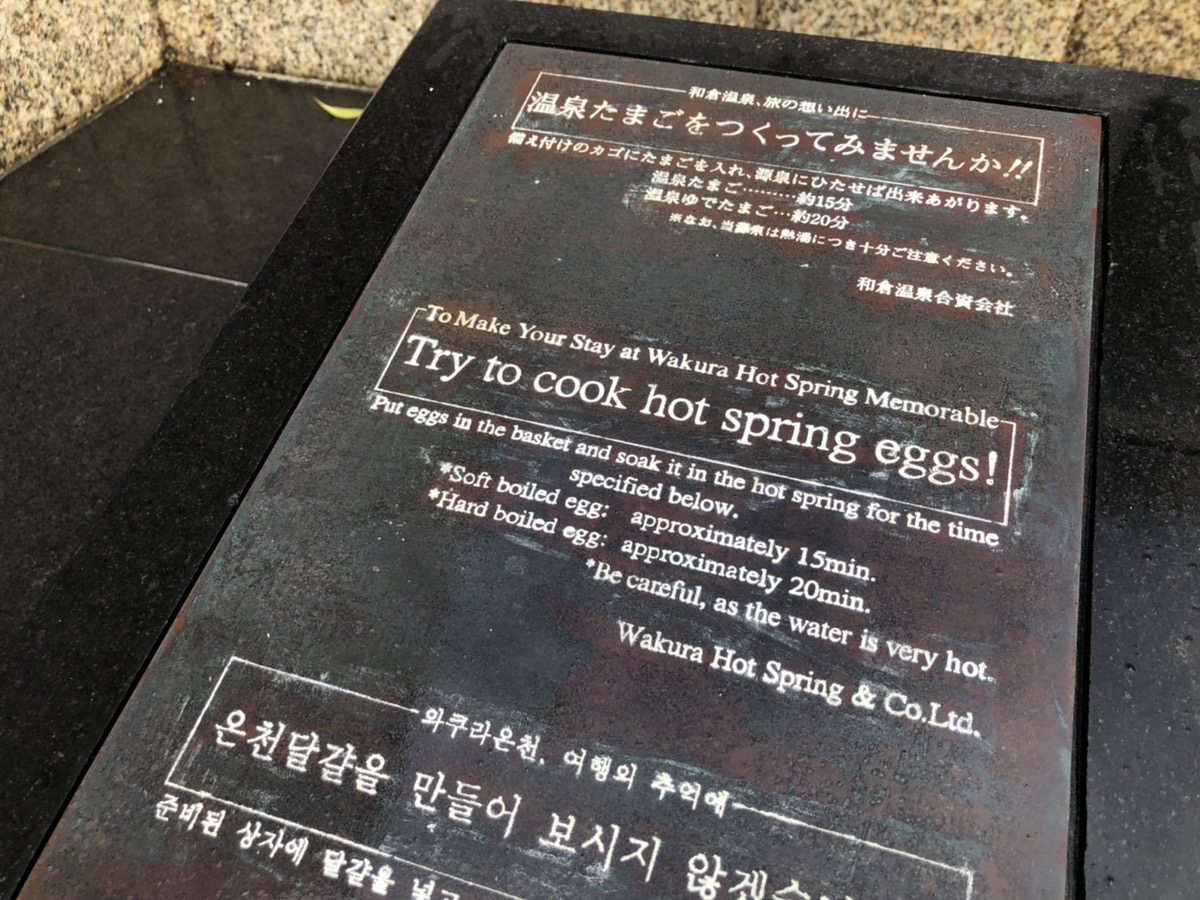 和倉温泉、旅の想い出に
温泉たまごをつくってみませんか!!
備え付けのカゴにたまごを入れ、源泉にひたせば出来あがります。
温泉たまご………約15分
温泉ゆでたまご…約20分
※なお、当源泉は熱湯につき十分ご注意ください。
和倉温泉合資会社
To Make Your Stay at Wakura Hot Spring Memorable
Try to cook hot spring eggs!
Put eggs in the basket and soak it in the hot spring for the time
specified below.
*Soft boiled egg: approximately 15min.
*Hard boiled egg: approximately 20min.
*Be careful, as the water is very hot.
Wakura Hot Spring & Co.Ltd.
와쿠라온천, 여행의 추억에
온천달걀을 만들어 보시지
준비된 상자에 달걀을